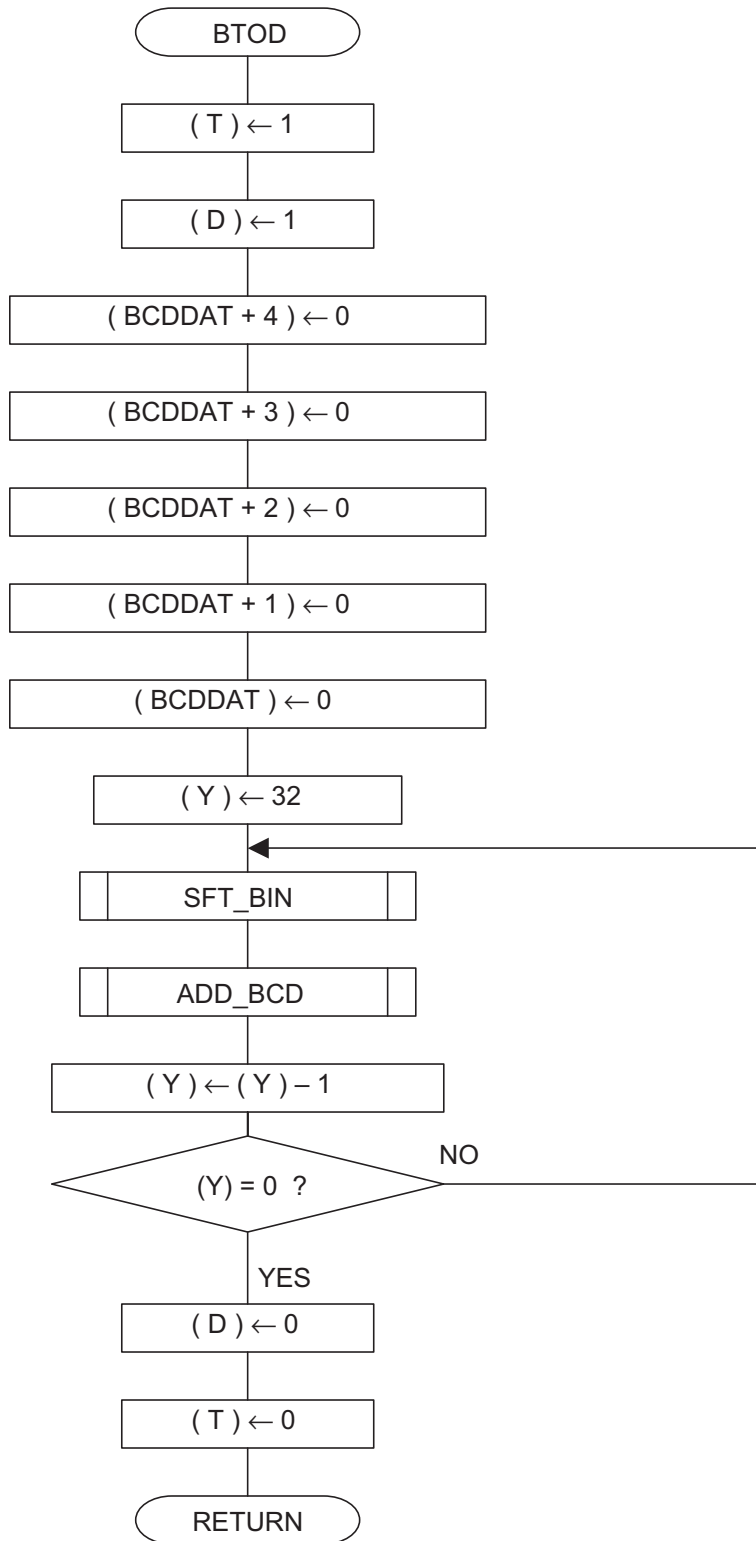 BTOD
( T ) ← 1
( D ) ← 1
( BCDDAT + 4 ) ← 0
( BCDDAT + 3 ) ← 0
( BCDDAT + 2 ) ← 0
( BCDDAT + 1 ) ← 0
( BCDDAT ) ← 0
( Y ) ← 32
SFT_BIN
ADD_BCD
( Y ) ← ( Y ) – 1
(Y) = 0 ?
NO
YES
( D ) ← 0
( T ) ← 0
RETURN